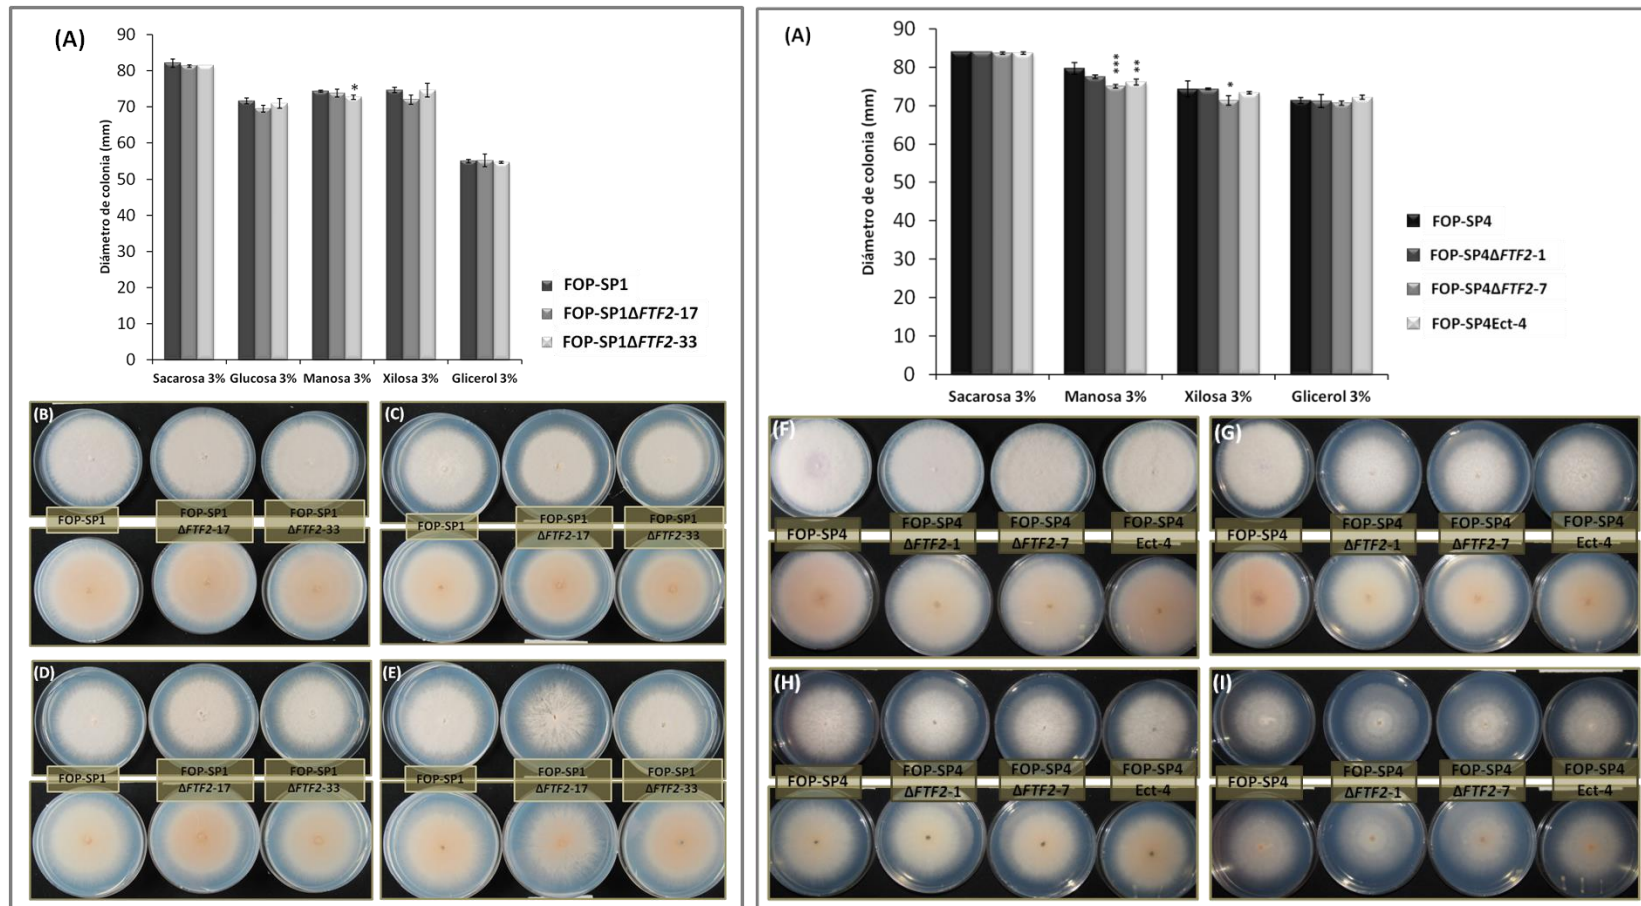 (A)
90
80
70
60
50
40
30
20
10
0
Diámetro de colonia (mm)
*
Sacarosa 3% Glucosa 3% Manosa 3% Xilosa 3% Glicerol 3%
FOP-SP1
FOP-SP1ΔFTF2-17
FOP-SP1ΔFTF2-33
(B)
FOP-SP1
FOP-SP1
ΔFTF2-17
FOP-SP1
ΔFTF2-33
(C)
FOP-SP1
FOP-SP1
ΔFTF2-17
FOP-SP1
ΔFTF2-33
(D)
FOP-SP1
FOP-SP1
ΔFTF2-17
FOP-SP1
ΔFTF2-33
(E)
FOP-SP1
FOP-SP1
ΔFTF2-17
FOP-SP1
ΔFTF2-33
(A)
90
80
70
60
50
40
30
20
10
0
Diámetro de colonia (mm)
***
**
*
Sacarosa 3% Manosa 3% Xilosa 3% Glicerol 3%
FOP-SP4
FOP-SP4ΔFTF2-1
FOP-SP4ΔFTF2-7
FOP-SP4Ect-4
(F)
FOP-SP4
FOP-SP4
ΔFTF2-1
FOP-SP4
ΔFTF2-7
FOP-SP4
Ect-4
(G)
FOP-SP4
FOP-SP4
ΔFTF2-1
FOP-SP4
ΔFTF2-7
FOP-SP4
Ect-4
(H)
FOP-SP4
FOP-SP4
ΔFTF2-1
FOP-SP4
ΔFTF2-7
FOP-SP4
Ect-4
(I)
FOP-SP4
FOP-SP4
ΔFTF2-1
FOP-SP4
ΔFTF2-7
FOP-SP4
Ect-4